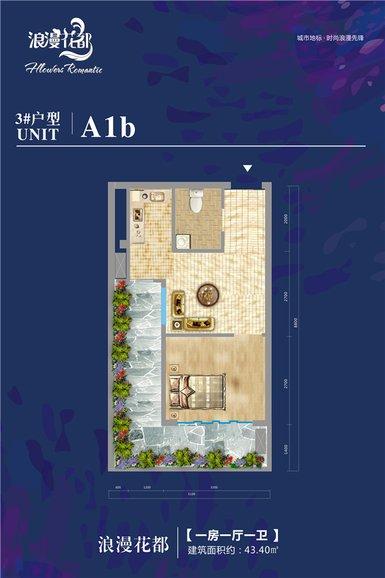 浪漫花都
Flowers Romantic
城市地标·时尚浪漫先锋
3#户型
UNIT
A1b
2000
2700
8800
2700
1400
600
1200
3300
5100
浪漫花都
【一房一厅一卫】
建筑面积约:43.40㎡